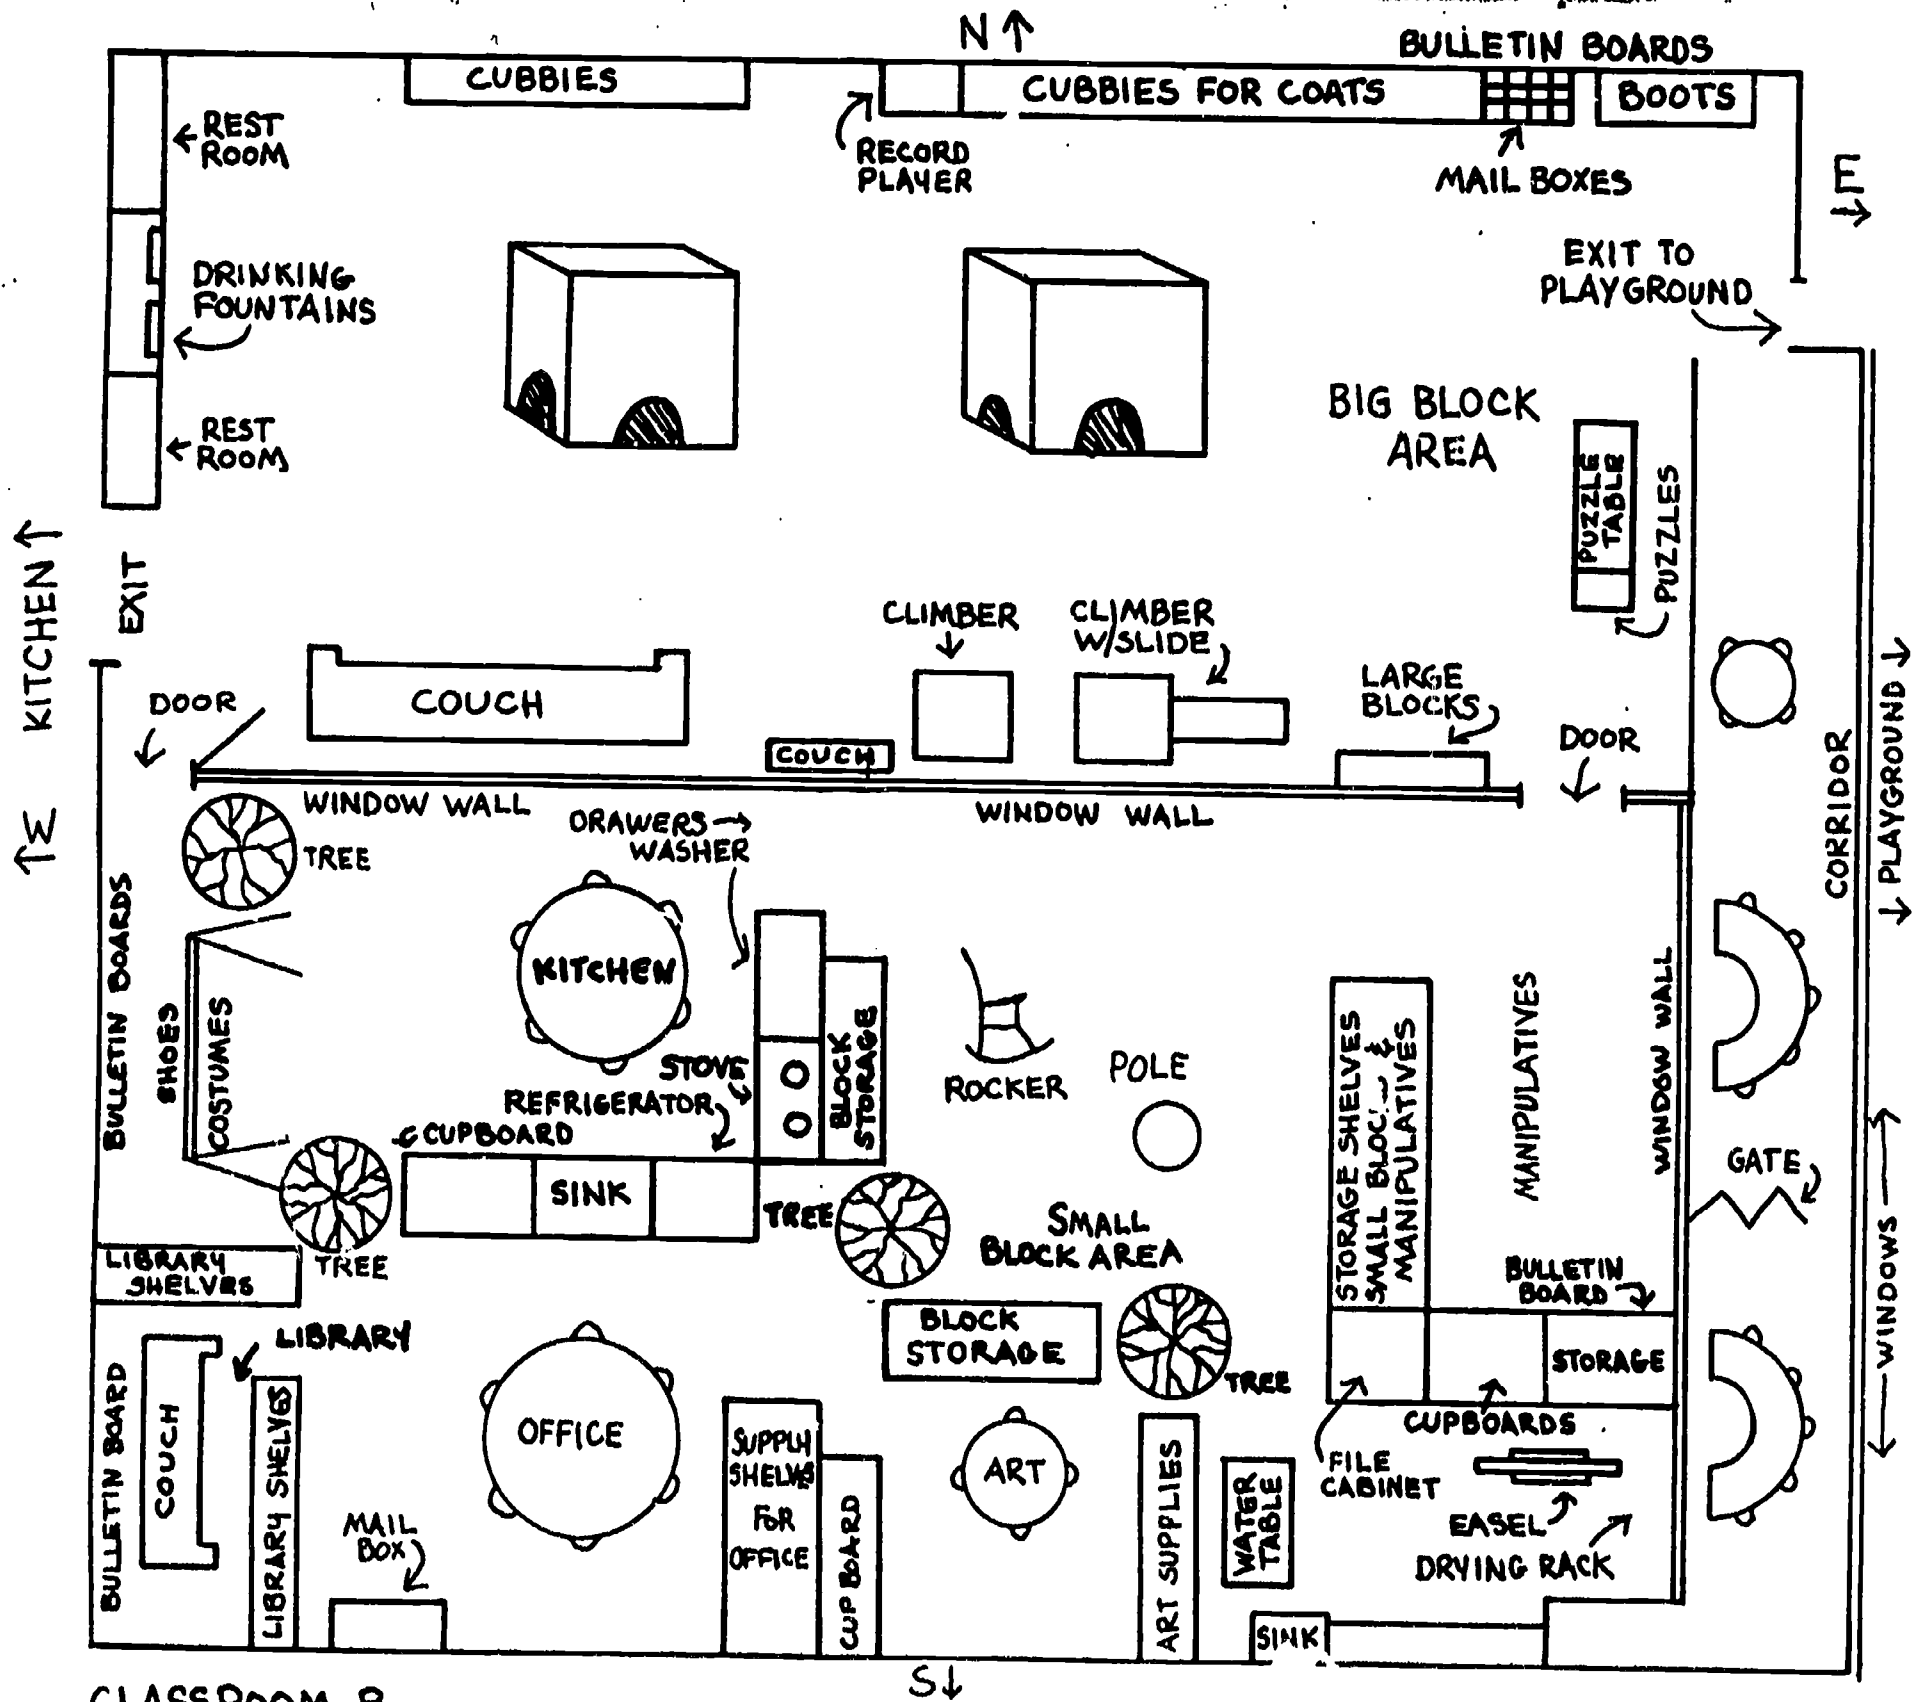 N
BULLETIN BOARDS
CUBBIES
CUBBIES FOR COATS
BOOTS
REST
ROOM
RECORD
PLAYER
MAIL BOXES
E
DRINKING
FOUNTAINS
EXIT TO
PLAYGROUND
BIG BLOCK
AREA
REST
ROOM
PUZZLE
TABLE
PUZZLES
KITCHEN
EXIT
CLIMBER
CLIMBER
W/SLIDE
LARGE
BLOCKS
DOOR
COUCH
COUCH
DOOR
CORRIDOR
PLAYGROUND
W
WINDOW WALL
WINDOW WALL
DRAWERS
WASHER
TREE
BULLETIN BOARDS
SHOES
COSTUMES
KITCHEN
STOVE
REFRIGERATOR
CUPBOARD
BLOCK
STORAGE
ROCKER
POLE
STORAGE SHELVES
SMALL BLOC &
MANIPULATIVES
MANIPULATIVES
WINDOW WALL
GATE
WINDOWS
SINK
TREE
SMALL
BLOCK AREA
LIBRARY
SHELVES
TREE
BULLETIN
BOARD
LIBRARY
BLOCK
STORAGE
TREE
STORAGE
CUPBOARDS
BULLETIN BOARD
COUCH
LIBRARY SHELVES
OFFICE
SUPPLY
SHELVES
FOR
OFFICE
CUPBOARD
ART
ART SUPPLIES
WATER
TABLE
FILE
CABINET
EASEL
DRYING RACK
MAIL
BOX
SINK
S
CLASSROOM B